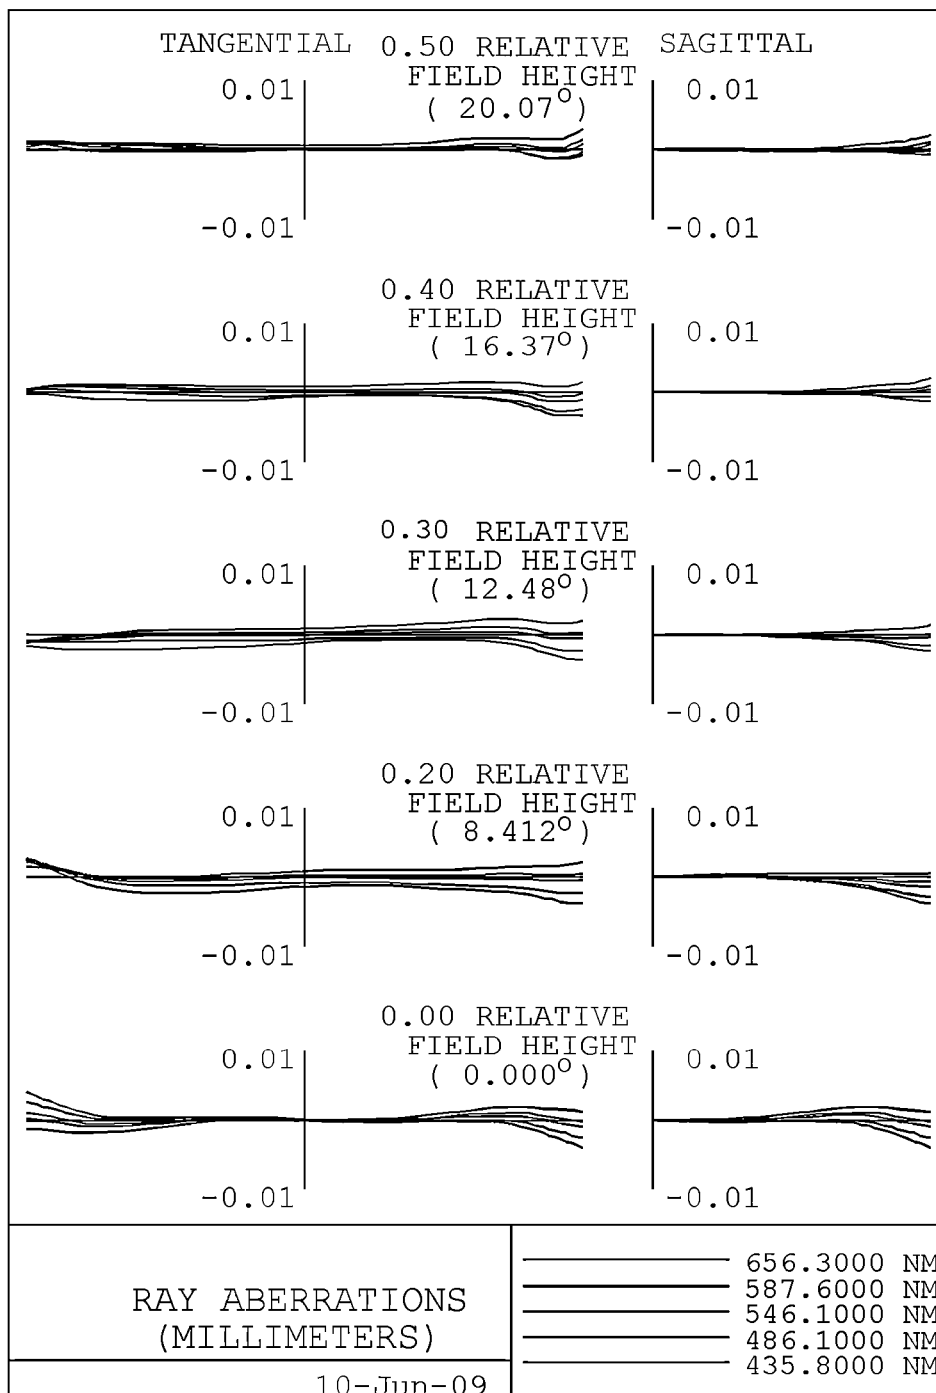 TANGENTIAL 0.50 RELATIVE SAGITTAL
FIELD HEIGHT
0.01 ( 20.07° ) 0.01
-0.01 -0.01
0.40 RELATIVE
FIELD HEIGHT
0.01 ( 16.37° ) 0.01
-0.01 -0.01
0.30 RELATIVE
FIELD HEIGHT
0.01 ( 12.48° ) 0.01
-0.01 -0.01
0.20 RELATIVE
FIELD HEIGHT
0.01 ( 8.412° ) 0.01
-0.01 -0.01
0.00 RELATIVE
FIELD HEIGHT
0.01 ( 0.000° ) 0.01
-0.01 -0.01
RAY ABERRATIONS
(MILLIMETERS)
10-Jun-09
656.3000 NM
587.6000 NM
546.1000 NM
486.1000 NM
435.8000 NM